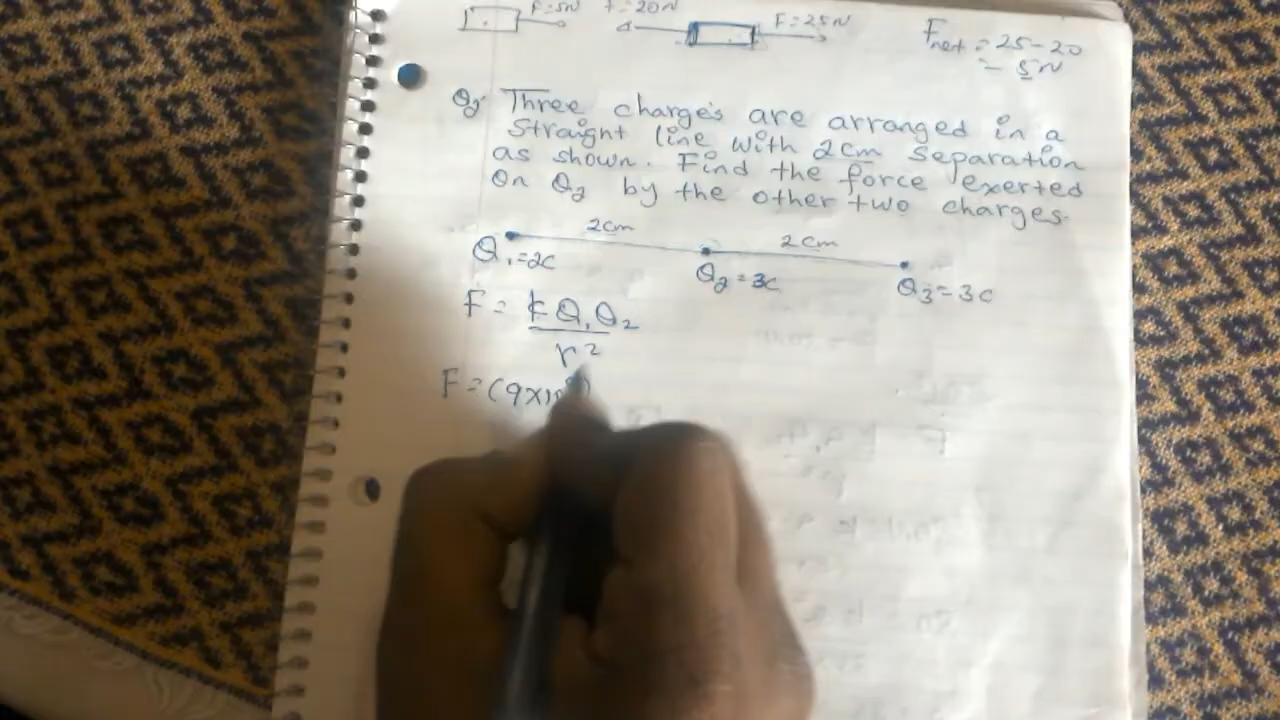 F=5N F=20N F=25N Fnet = 25-20
= 5N
Q: Three charges are arranged in a
Straight line with 2cm separation
as shown. Find the force exerted
On Q2 by the other two charges.
2cm 2cm
Q1=2C Q2=3C Q3=3C
F = kQ1Q2
r2
F=(9×10